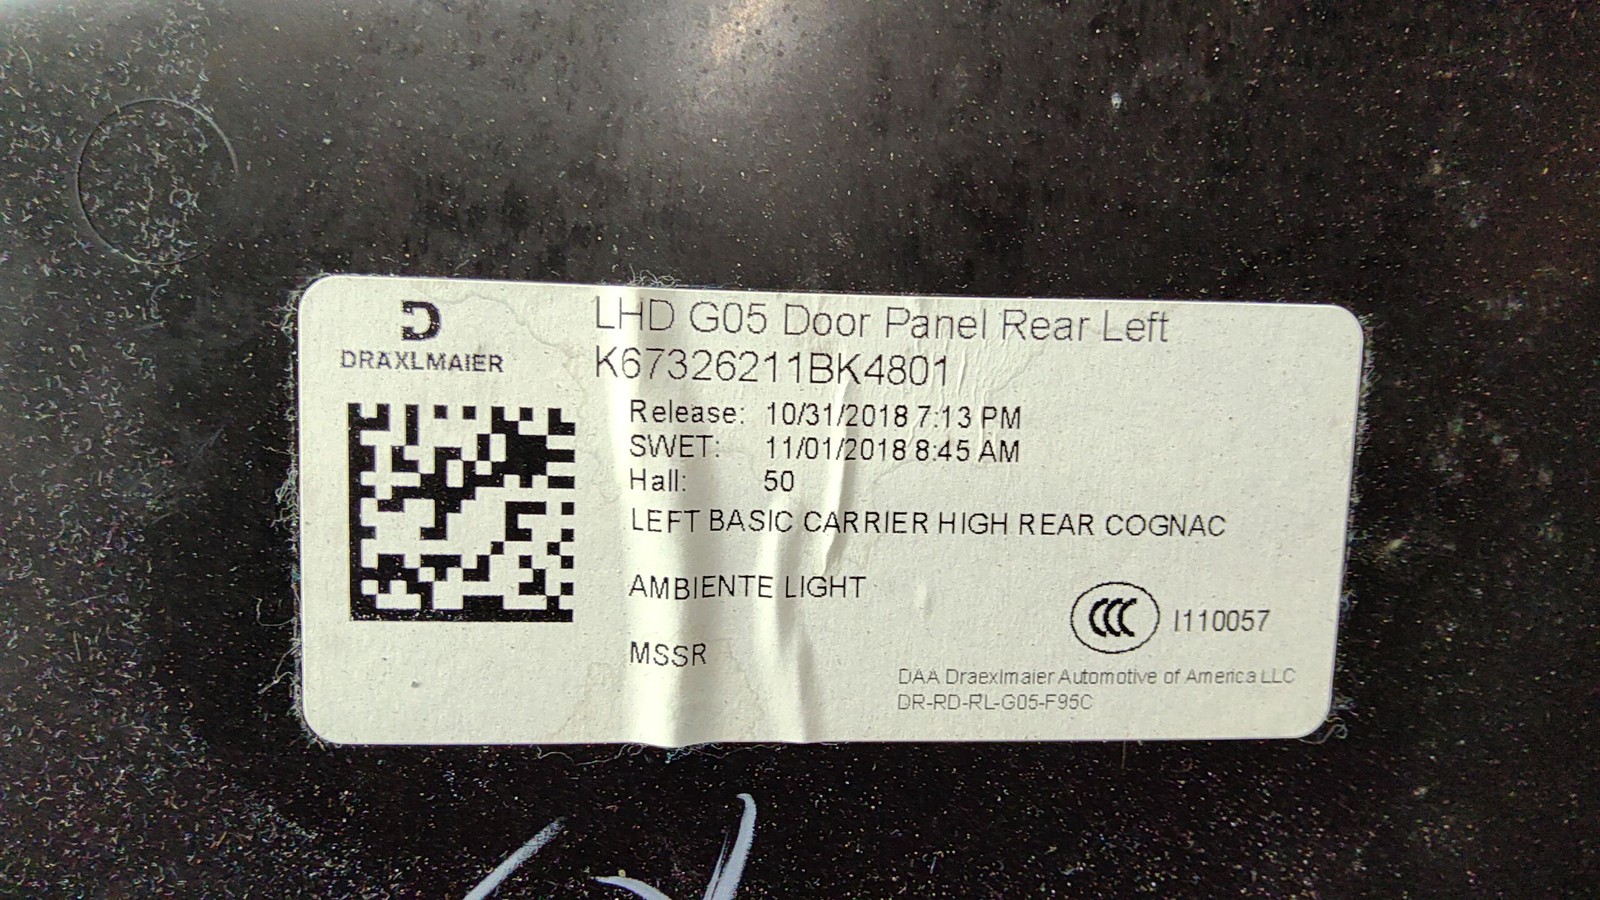 LHD G05 Door Panel Rear Left
DRÄXLMAIER
K67326211BK4801
Release: 10/31/2018 7:13 PM
SWET: 11/01/2018 8:45 AM
Hall: 50
LEFT BASIC CARRIER HIGH REAR COGNAC
AMBIENTE LIGHT
CCC I110057
MSSR
DAA Draexlmaier Automotive of America LLC
DR-RD-RL-G05-F95C